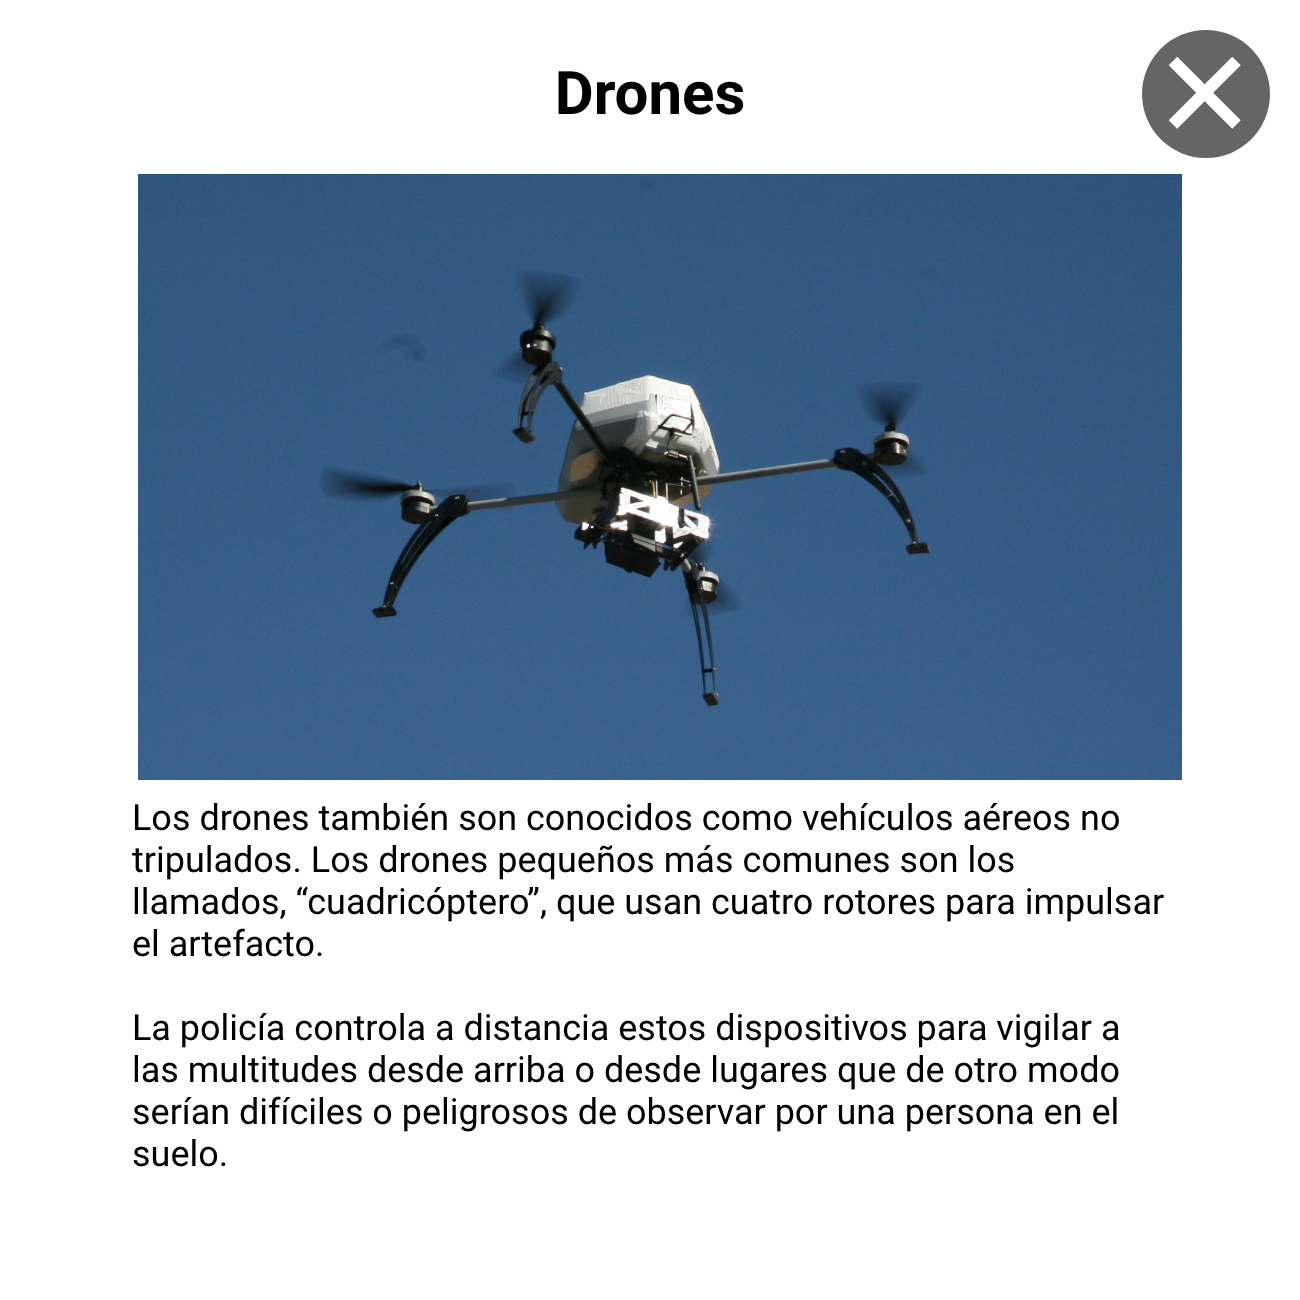 Drones
Los drones también son conocidos como vehículos aéreos no
tripulados. Los drones pequeños más comunes son los
llamados, “cuadricóptero”, que usan cuatro rotores para impulsar
el artefacto.
La policía controla a distancia estos dispositivos para vigilar a
las multitudes desde arriba o desde lugares que de otro modo
serían difíciles o peligrosos de observar por una persona en el
suelo.